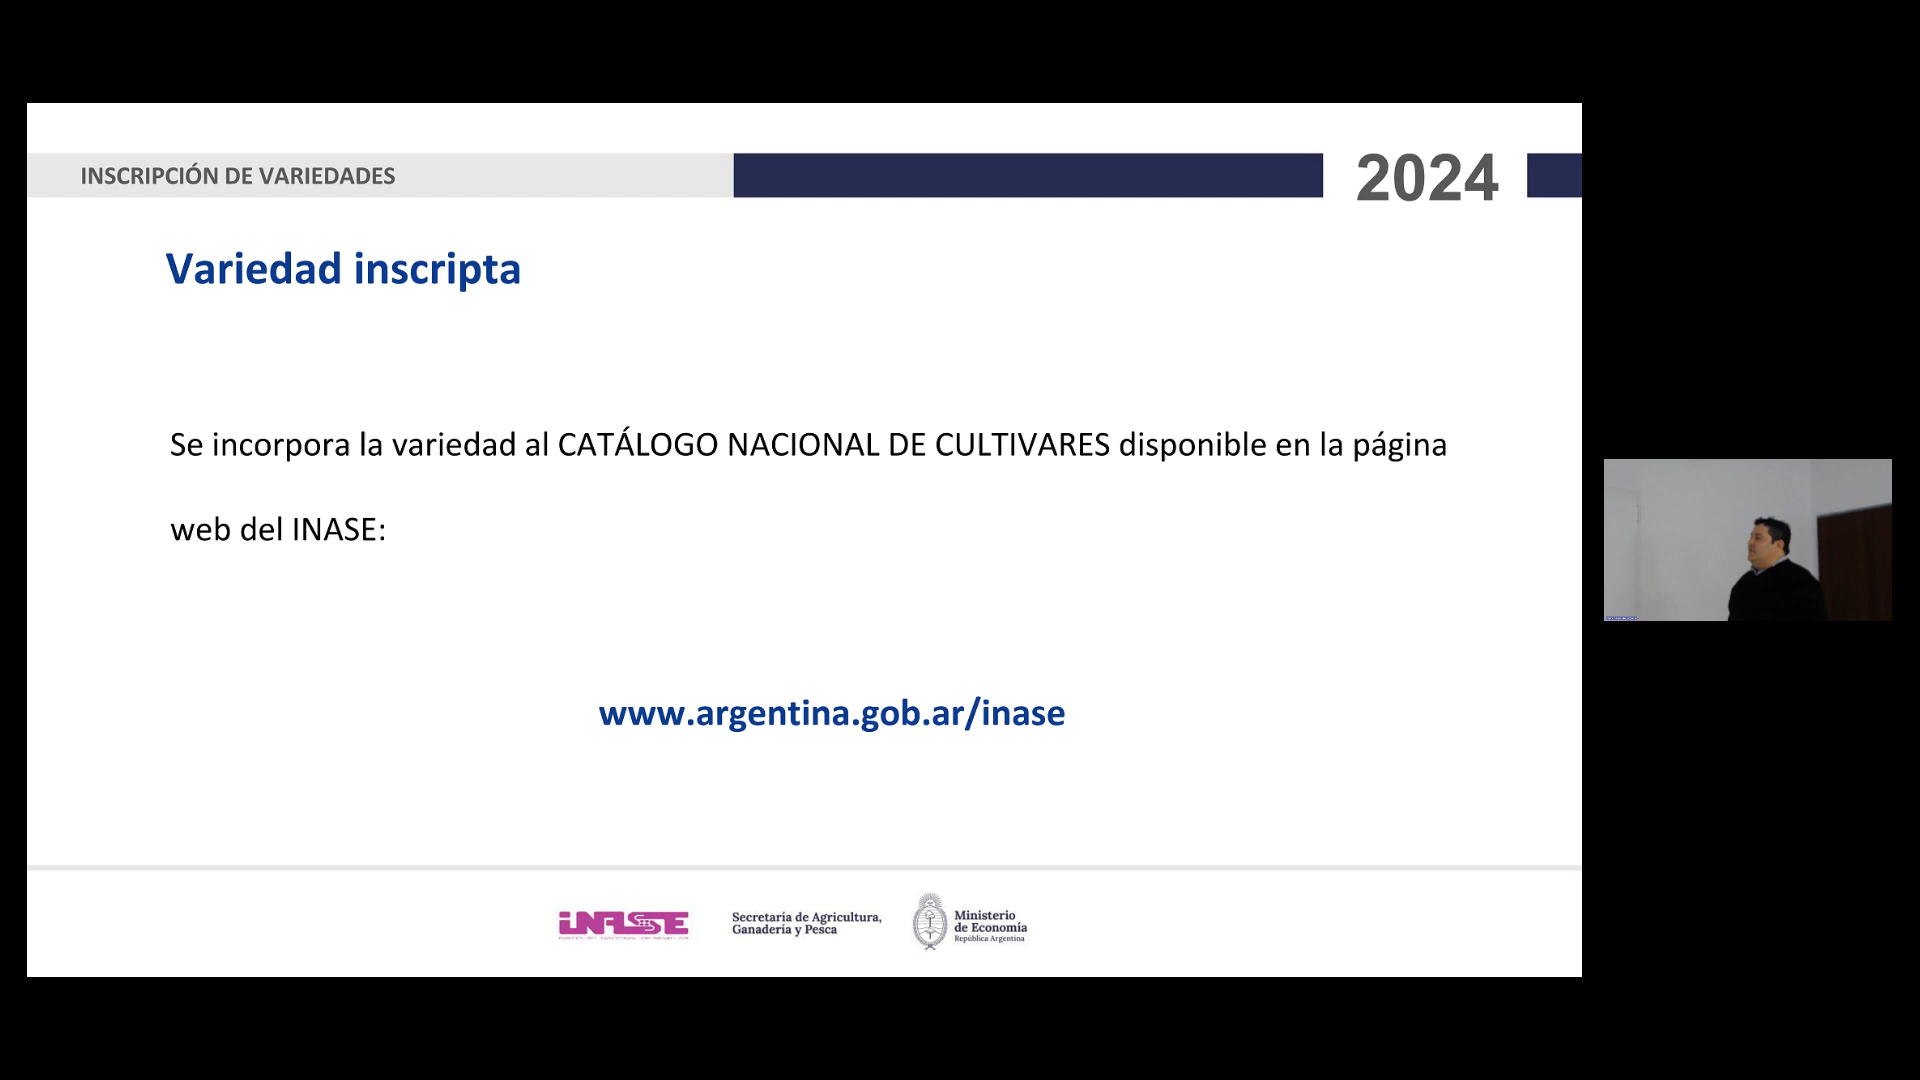 INSCRIPCIÓN DE VARIEDADES
2024
Variedad inscripta
Se incorpora la variedad al CATÁLOGO NACIONAL DE CULTIVARES disponible en la página
web del INASE:
www.argentina.gob.ar/inase
INASE
Secretaría de Agricultura,
Ganadería y Pesca
Ministerio
de Economía
República Argentina